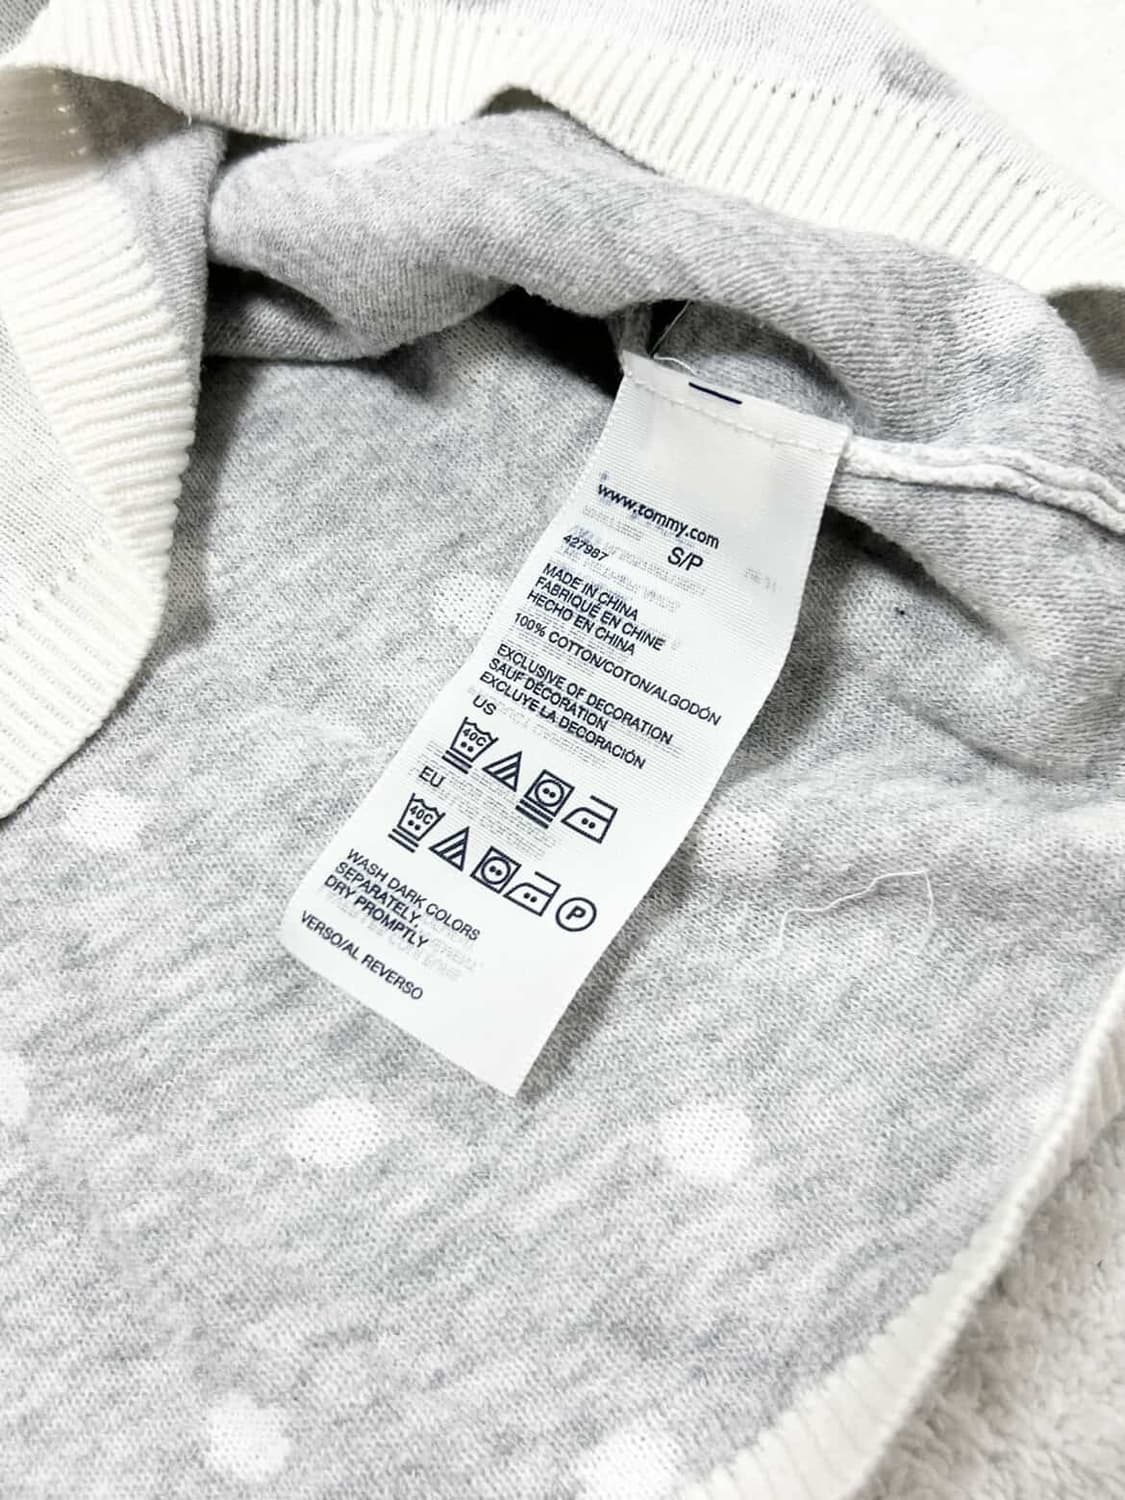 www.tommy.com
S/P
427987
MADE IN CHINA
FABRIQUÉ EN CHINE
HECHO EN CHINA
100% COTTON/COTON/ALGODÓN
EXCLUSIVE OF DECORATION
SAUF DÉCORATION
EXCLUYE LA DECORACIÓN
US
40C
EU
40C
P
WASH DARK COLORS
SEPARATELY,
DRY PROMPTLY
VERSO/AL REVERSO